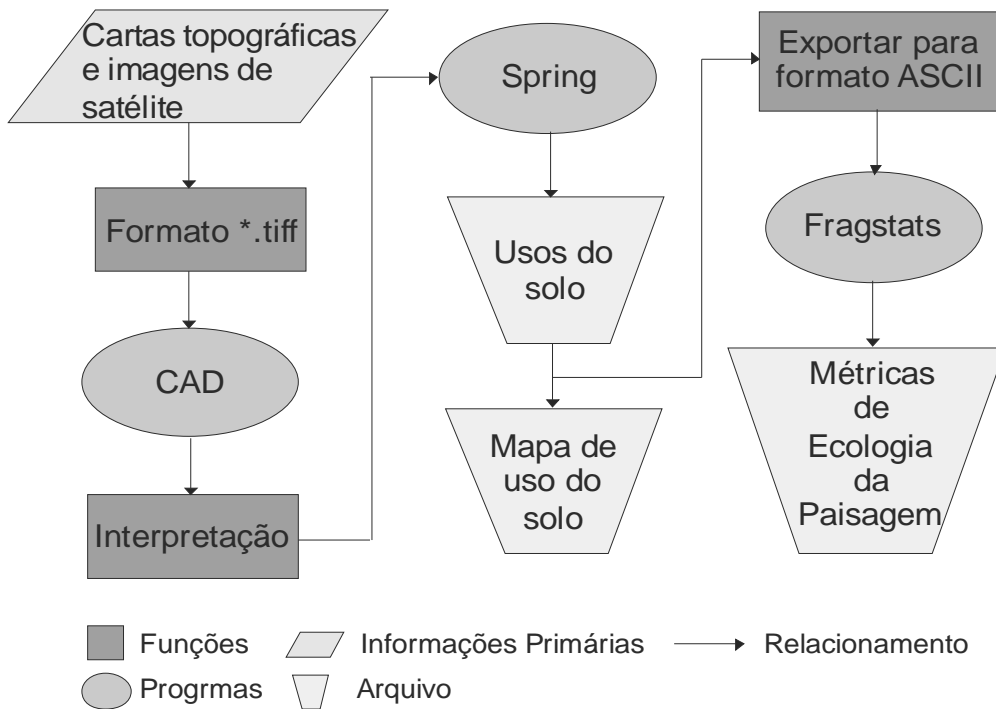 Cartas topográficas
e imagens de
satélite
Formato *.tiff
CAD
Interpretação
Spring
Usos do
solo
Mapa de
uso do
solo
Exportar para
formato ASCII
Fragstats
Métricas
de
Ecologia
da
Paisagem
Funções
Informações Primárias
Relacionamento
Progrmas
Arquivo